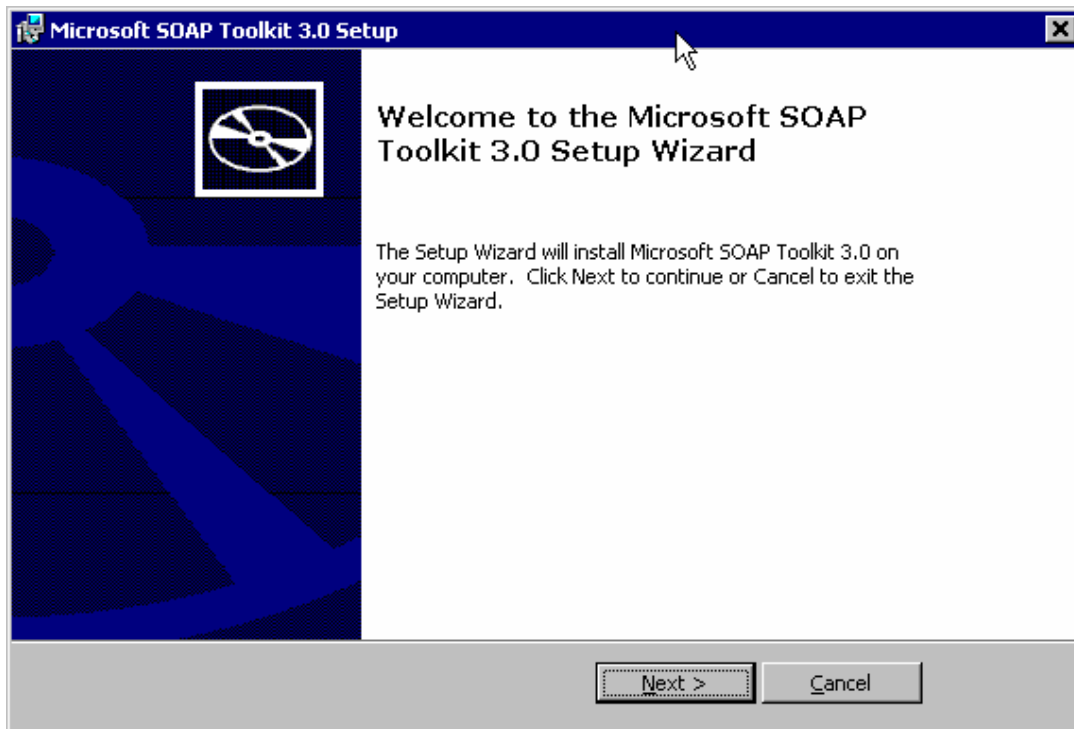 Microsoft SOAP Toolkit 3.0 Setup
Welcome to the Microsoft SOAP
Toolkit 3.0 Setup Wizard
The Setup Wizard will install Microsoft SOAP Toolkit 3.0 on
your computer.  Click Next to continue or Cancel to exit the
Setup Wizard.
Next >
Cancel